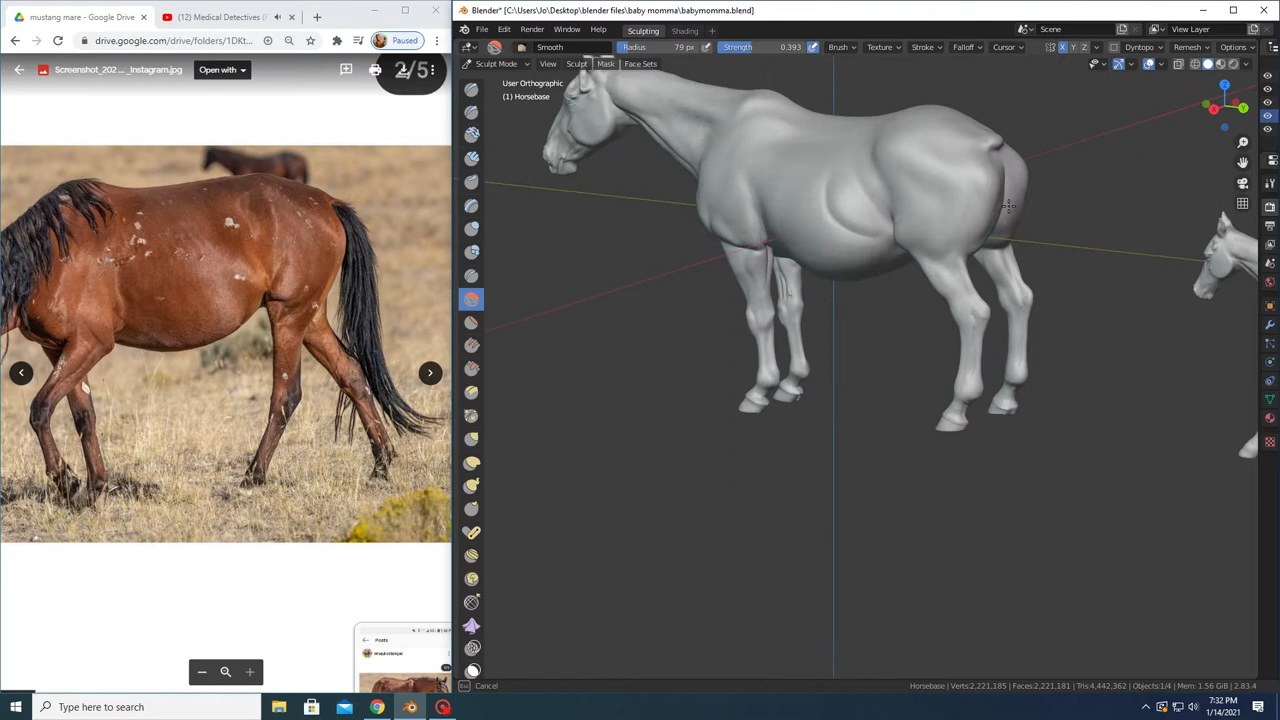 mustang mare - Google Drive
(12) Medical Detectives (F
Blender* [C:\Users\Jo\Desktop\blender files\baby momma\babymomma.blend]
drive.google.com/drive/folders/1DKt...
Paused
File Edit Render Window Help Sculpting Shading
Scene
View Layer
Smooth Radius 79 px Strength 0.393 Brush Texture Stroke Falloff Cursor X Y Z Dyntopo Remesh Options
Sculpt Mode View Sculpt Mask Face Sets
Screenshot_202..._Instagram.jpg
Open with
2/5
User Orthographic
(1) Horsebase
Z
Y
X
Posts
Esc Cancel
Horsebase | Verts:2,221,185 | Faces:2,221,181 | Tris:4,442,362 | Objects:1/4 | Mem: 1.56 GiB | 2.83.4
Type here to search
7:32 PM
1/14/2021